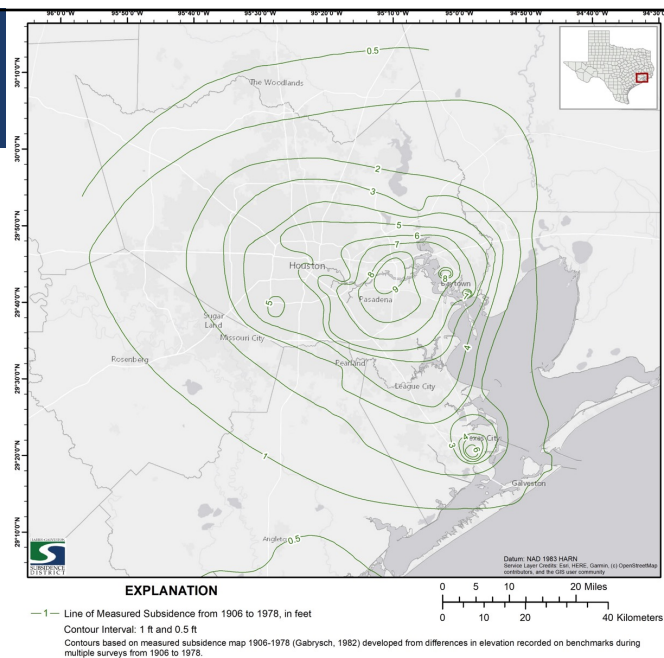 96°0'0"W 95°50'0"W 95°40'0"W 95°30'0"W 95°20'0"W 95°10'0"W 95°0'0"W 94°50'0"W 94°40'0"W 94°30'0"
30°10'0"N
30°0'0"N
29°50'0"N
29°40'0"N
29°30'0"N
29°20'0"N
29°10'0"N
0.5
The Woodlands
2
3
5
6
7
Houston
8
8
Baytown
9
7
Pasadena
5
Sugar
Land
Missouri City
4
Rosenberg
Pearland
League City
4
Texas City
3
6
1
Galveston
0.5
Angleton
SUBSIDENCE
DISTRICT
Datum: NAD 1983 HARN
Service Layer Credits: Esri, HERE, Garmin, (c) OpenStreetMap
contributors, and the GIS user community
EXPLANATION
1 Line of Measured Subsidence from 1906 to 1978, in feet
Contour Interval: 1 ft and 0.5 ft
Contours based on measured subsidence map 1906-1978 (Gabrysch, 1982) developed from differences in elevation recorded on benchmarks during
multiple surveys from 1906 to 1978.
0 5 10 20 Miles
0 10 20 40 Kilometers